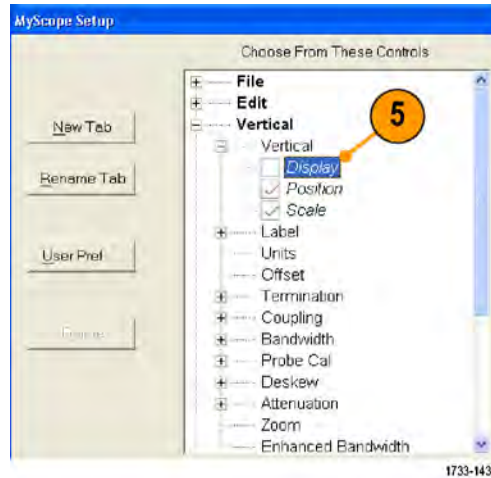 MyScope Setup
Choose From These Controls
File
Edit
5
New Tab
Vertical
Vertical
Display
Rename Tab
Position
Scale
Label
User Pref
Units
Offset
Termination
Coupling
Bandwidth
Probe Cal
Deskew
Attenuation
Zoom
Enhanced Bandwidth
1733-143